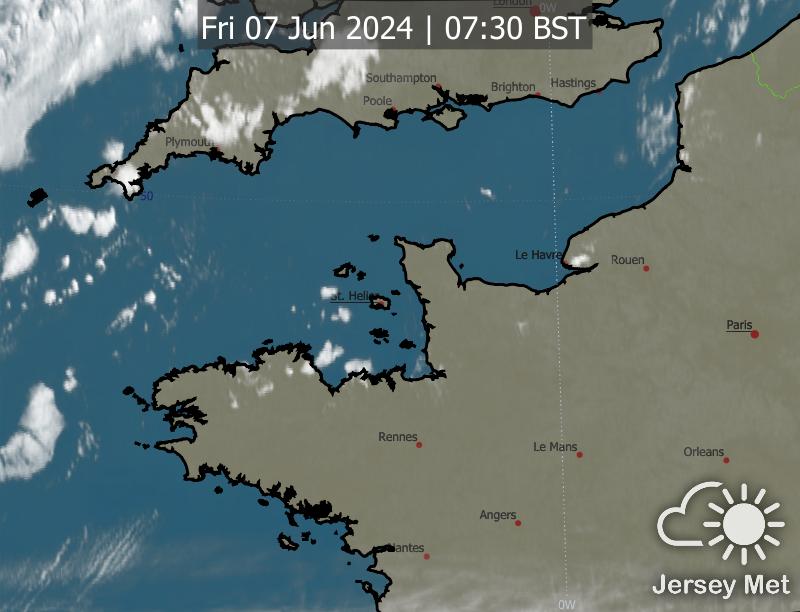 London
0W
Fri 07 Jun 2024 | 07:30 BST
Southampton
Brighton
Hastings
Poole
Plymouth
50
Le Havre
Rouen
St. Helier
Paris
Rennes
Le Mans
Orleans
Angers
Nantes
0W
Jersey Met